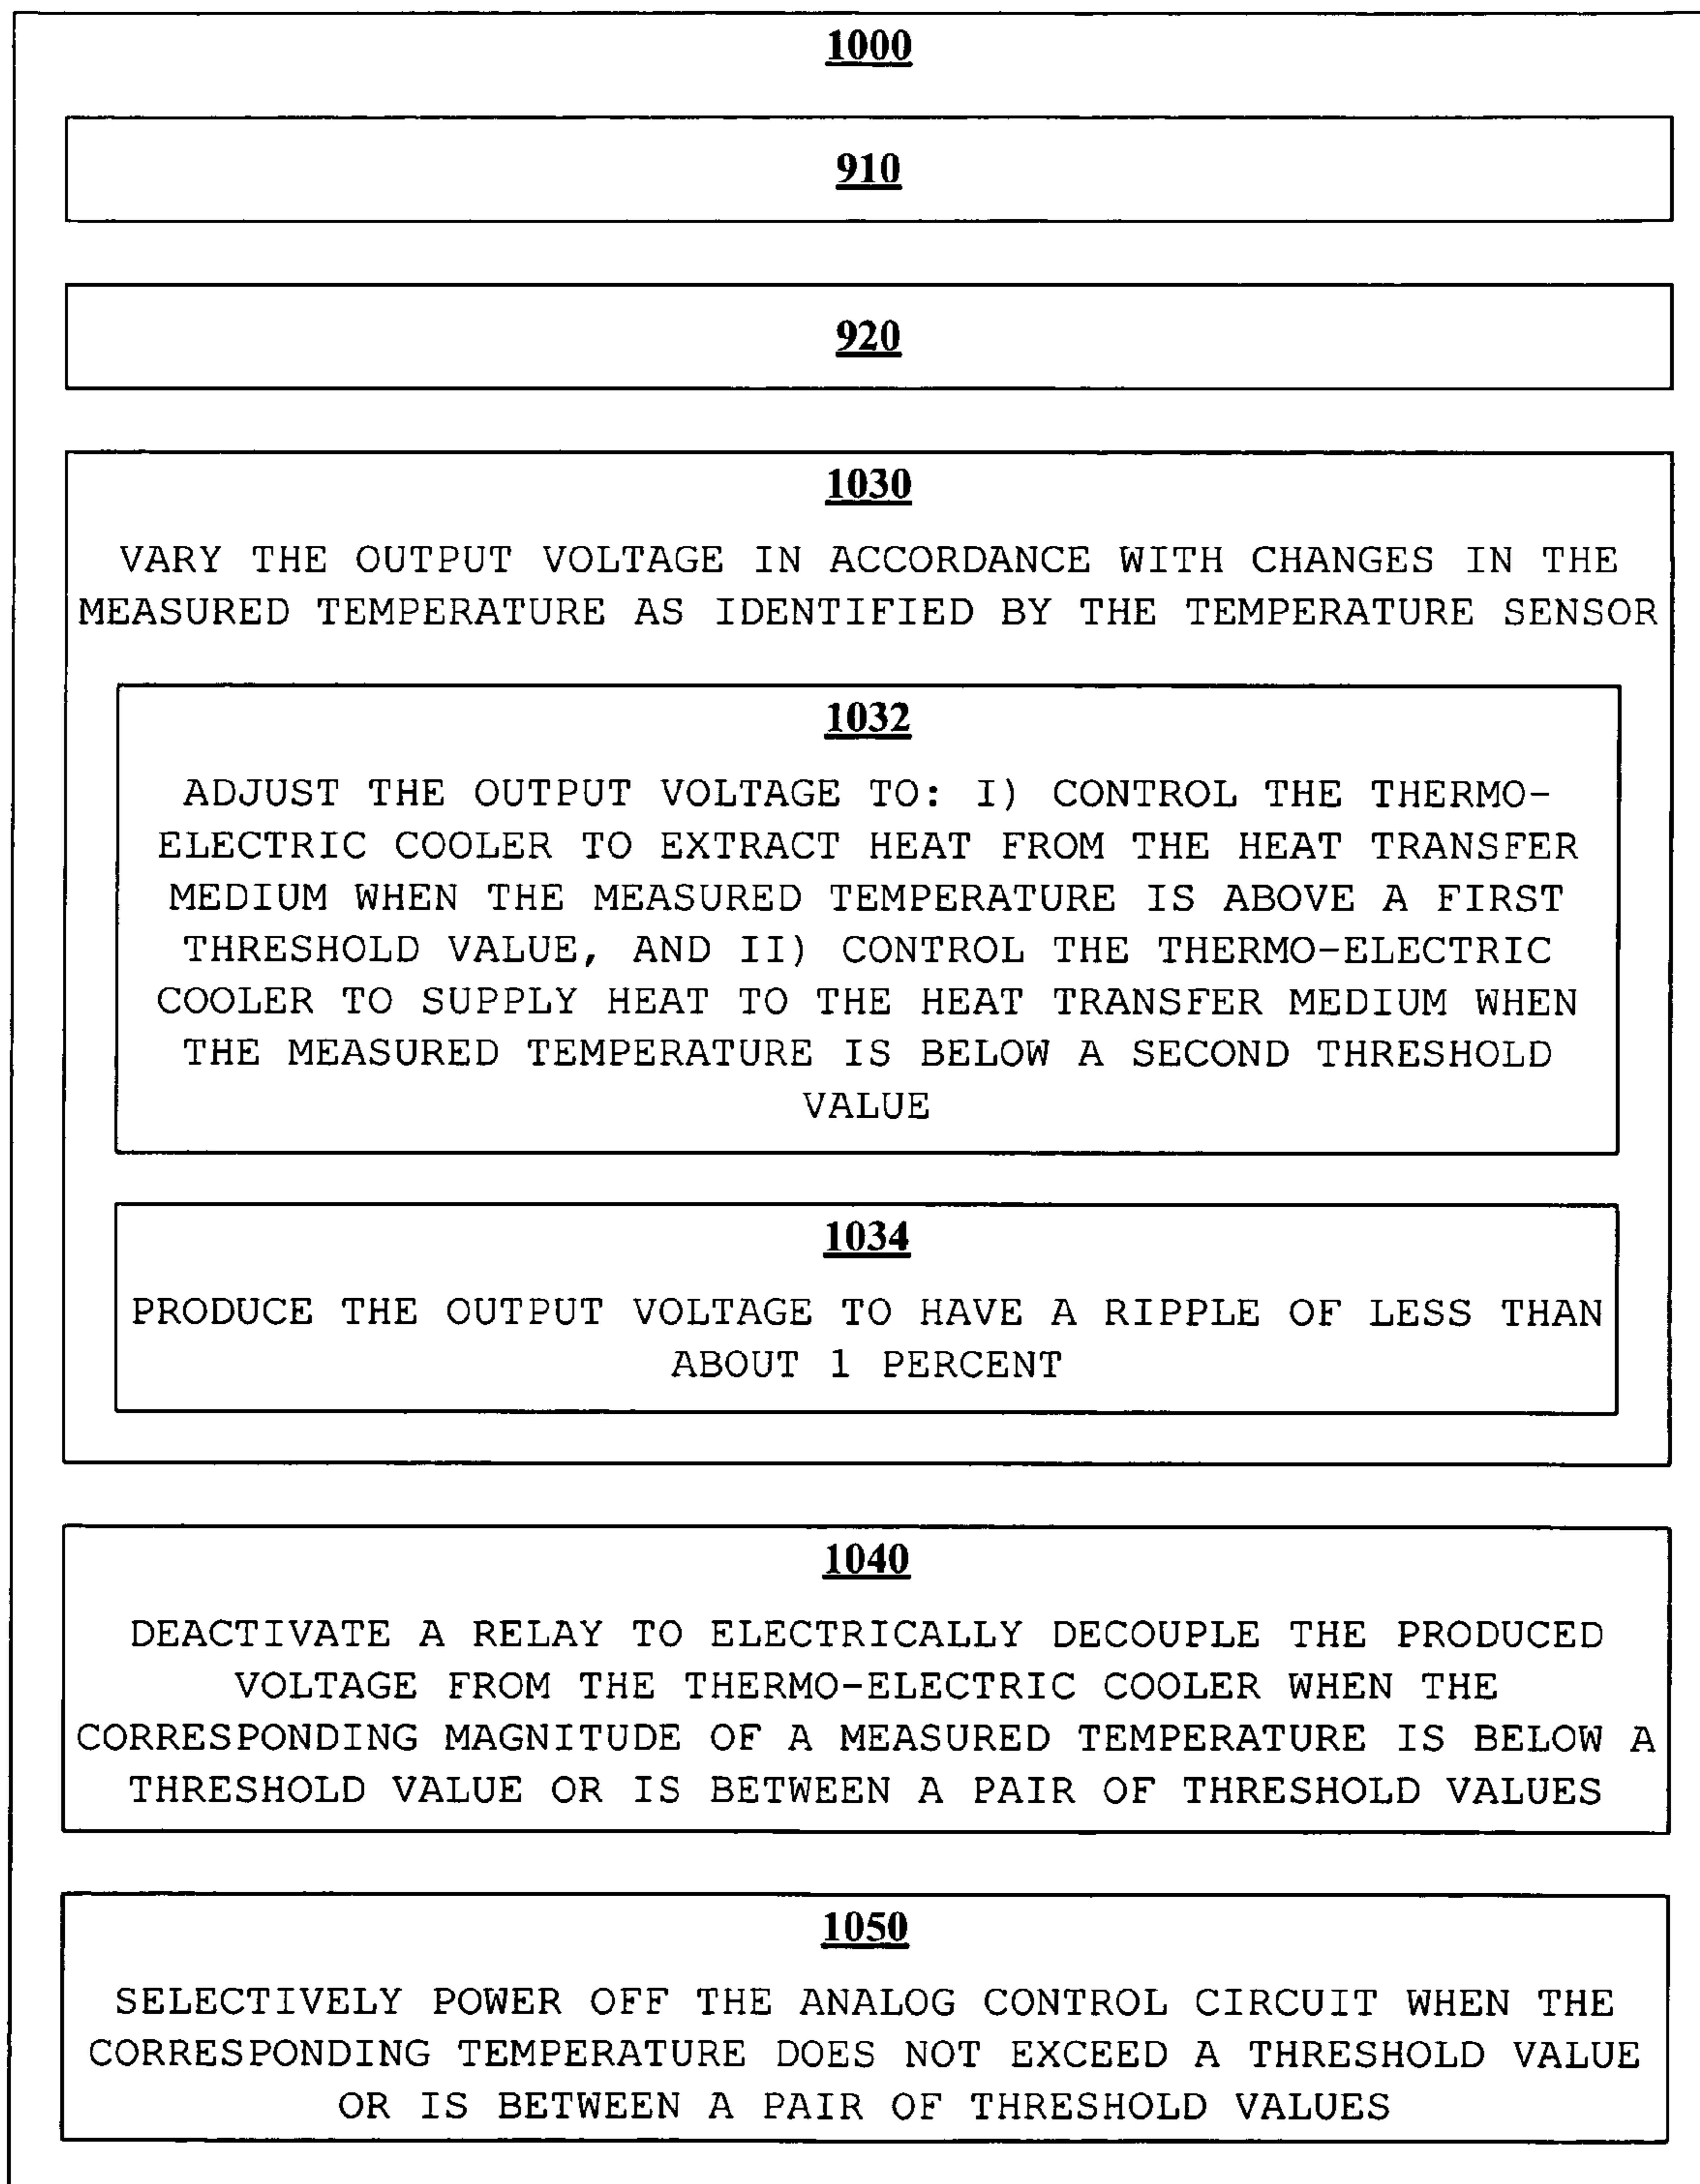 1000
910
920
1030
VARY THE OUTPUT VOLTAGE IN ACCORDANCE WITH CHANGES IN THE
MEASURED TEMPERATURE AS IDENTIFIED BY THE TEMPERATURE SENSOR
1032
ADJUST THE OUTPUT VOLTAGE TO: I) CONTROL THE THERMO-
ELECTRIC COOLER TO EXTRACT HEAT FROM THE HEAT TRANSFER
MEDIUM WHEN THE MEASURED TEMPERATURE IS ABOVE A FIRST
THRESHOLD VALUE, AND II) CONTROL THE THERMO-ELECTRIC
COOLER TO SUPPLY HEAT TO THE HEAT TRANSFER MEDIUM WHEN
THE MEASURED TEMPERATURE IS BELOW A SECOND THRESHOLD
VALUE
1034
PRODUCE THE OUTPUT VOLTAGE TO HAVE A RIPPLE OF LESS THAN
ABOUT 1 PERCENT
1040
DEACTIVATE A RELAY TO ELECTRICALLY DECOUPLE THE PRODUCED
VOLTAGE FROM THE THERMO-ELECTRIC COOLER WHEN THE
CORRESPONDING MAGNITUDE OF A MEASURED TEMPERATURE IS BELOW A
THRESHOLD VALUE OR IS BETWEEN A PAIR OF THRESHOLD VALUES
1050
SELECTIVELY POWER OFF THE ANALOG CONTROL CIRCUIT WHEN THE
CORRESPONDING TEMPERATURE DOES NOT EXCEED A THRESHOLD VALUE
OR IS BETWEEN A PAIR OF THRESHOLD VALUES